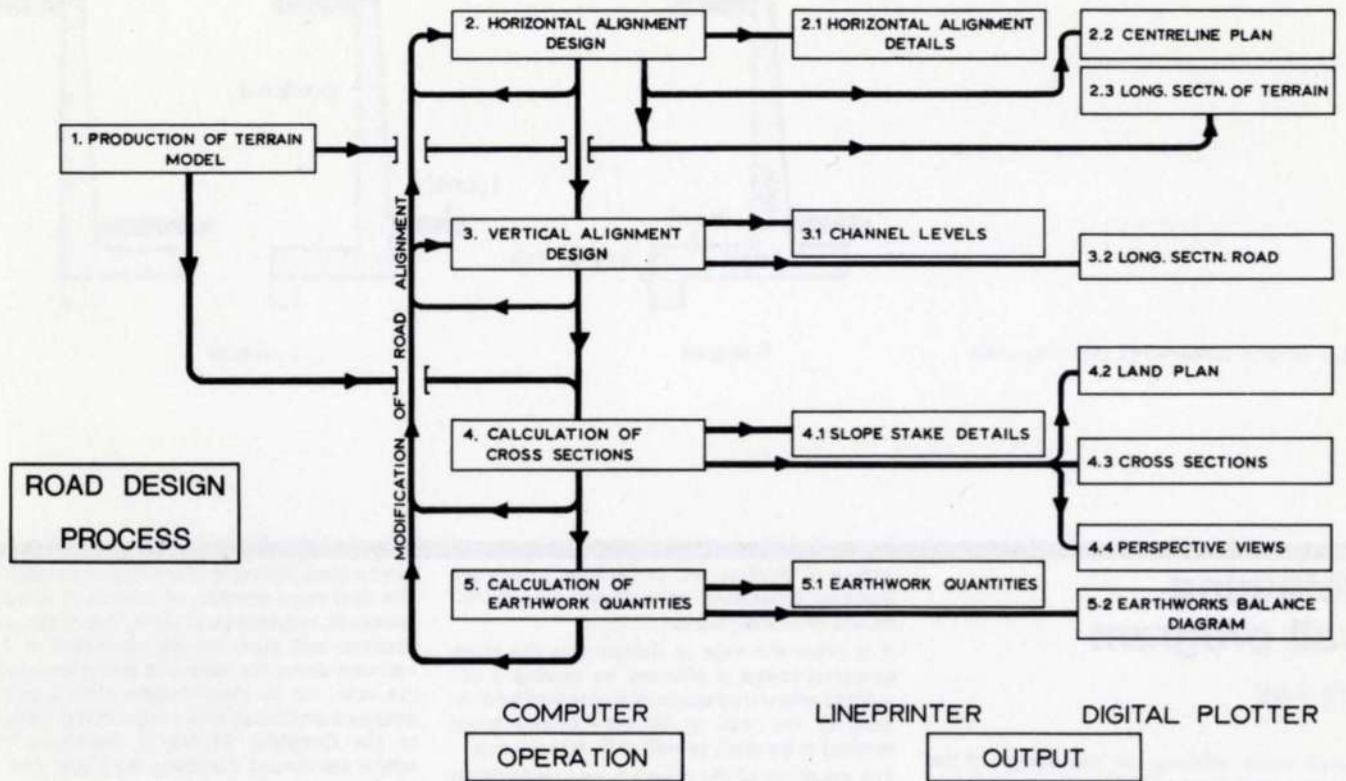 2. HORIZONTAL ALIGNMENT
DESIGN
2.1 HORIZONTAL ALIGNMENT
DETAILS
2.2 CENTRELINE PLAN
2.3 LONG. SECTN. OF TERRAIN
1. PRODUCTION OF TERRAIN
MODEL
MODIFICATION OF ROAD ALIGNMENT
3. VERTICAL ALIGNMENT
DESIGN
3.1 CHANNEL LEVELS
3.2 LONG. SECTN. ROAD
4.2 LAND PLAN
4. CALCULATION OF
CROSS SECTIONS
4.1 SLOPE STAKE DETAILS
4.3 CROSS SECTIONS
ROAD DESIGN
PROCESS
4.4 PERSPECTIVE VIEWS
5. CALCULATION OF
EARTHWORK QUANTITIES
5.1 EARTHWORK QUANTITIES
5.2 EARTHWORKS BALANCE
DIAGRAM
COMPUTER
OPERATION
LINEPRINTER
DIGITAL PLOTTER
OUTPUT